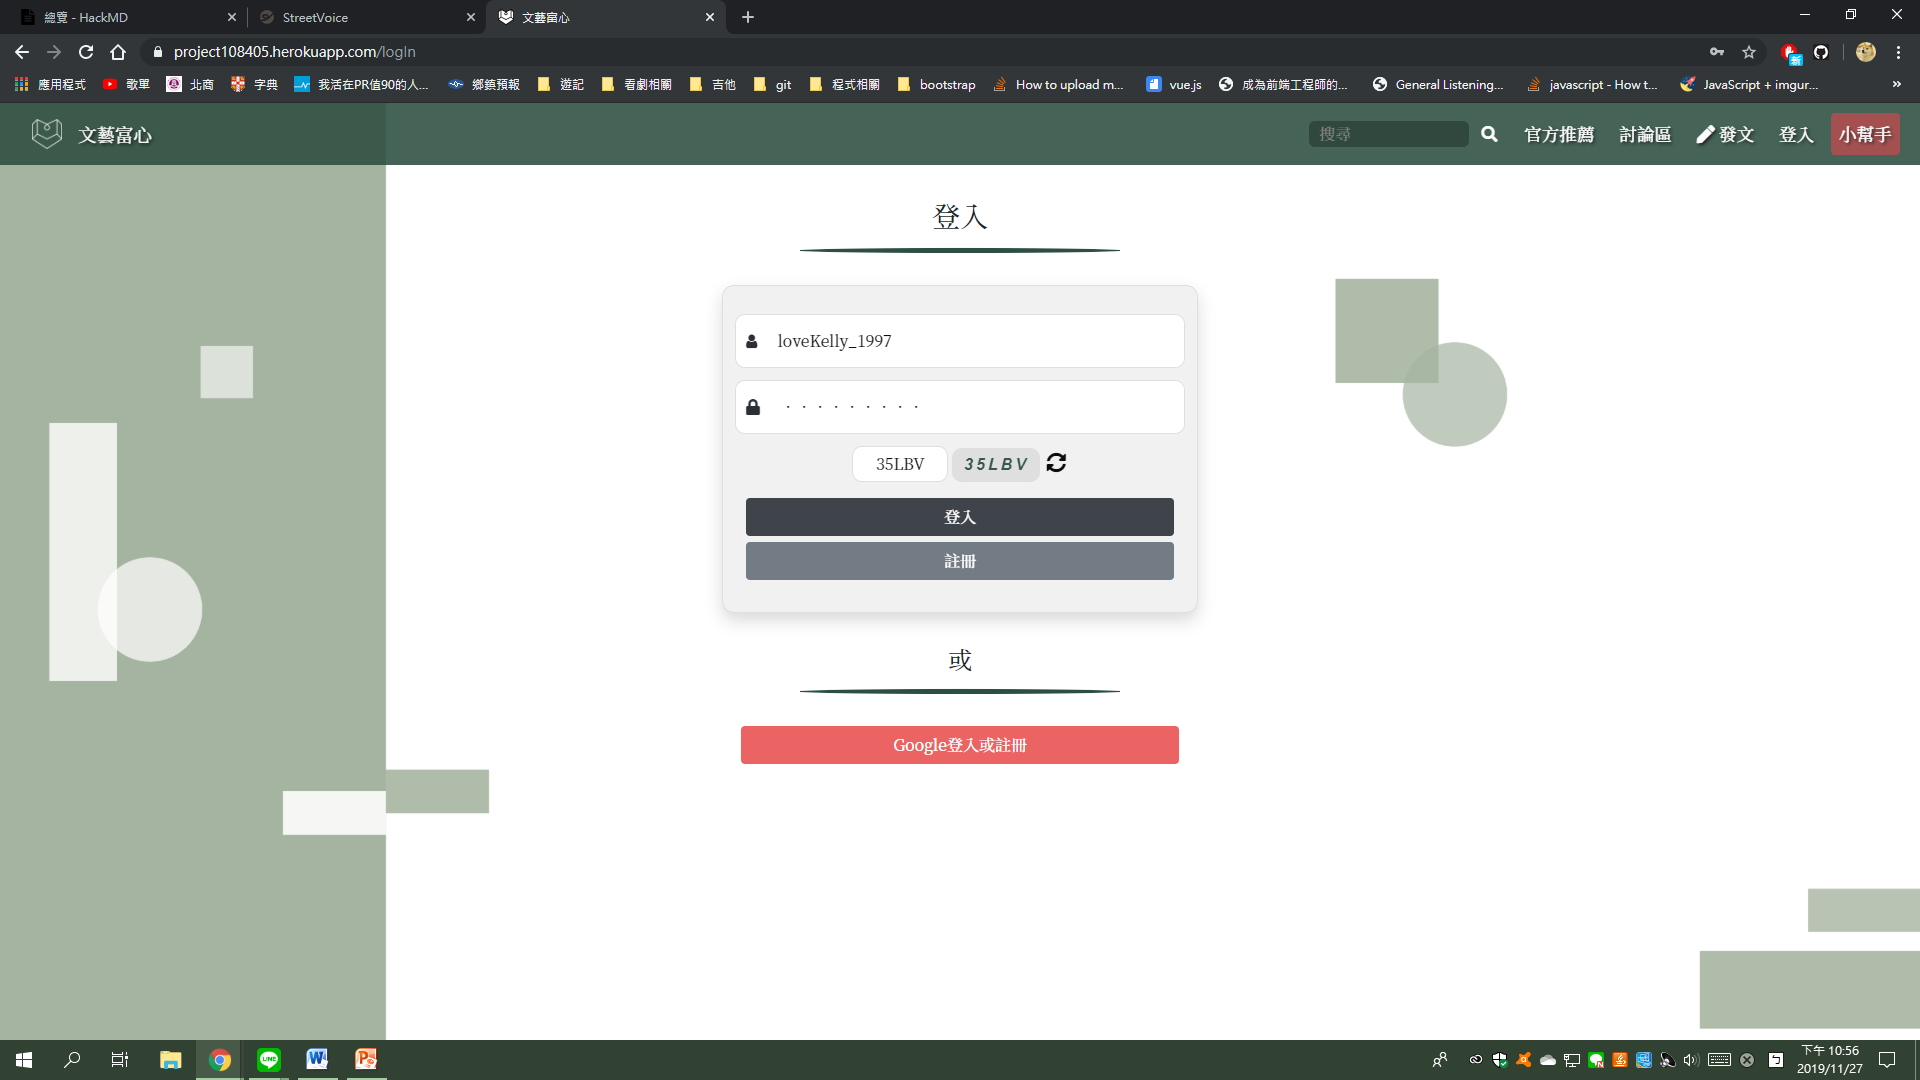 總覽 - HackMD
StreetVoice
文藝富心
project108405.herokuapp.com/logIn
新
應用程式
歌單
北商
字典
我活在PR值90的人...
鄉鎮預報
遊記
看劇相關
吉他
git
程式相關
bootstrap
How to upload m...
vue.js
成為前端工程師的...
General Listening...
javascript - How t...
JavaScript + imgur...
»
文藝富心
搜尋
官方推薦
討論區
發文
登入
小幫手
登入
loveKelly_1997
35LBV
35LBV
登入
註冊
或
Google登入或註冊
下午 10:56
2019/11/27